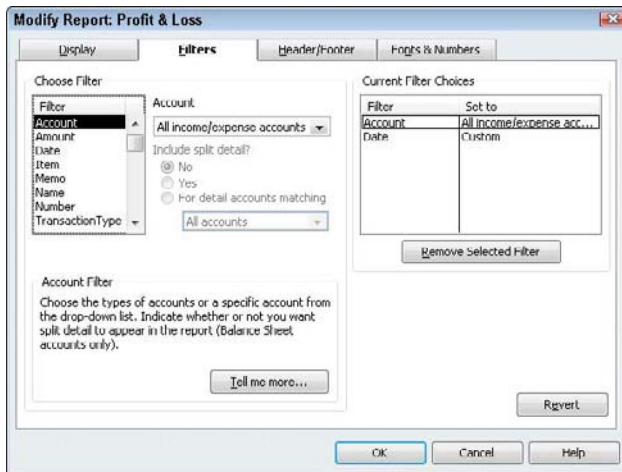 Modify Report: Profit & Loss
Display
Filters
Header/Footer
Fonts & Numbers
Choose Filter
Filter
Account
Amount
Date
Item
Memo
Name
Number
TransactionType
Account
All income/expense accounts
Include split detail?
No
Yes
For detail accounts matching
All accounts
Account Filter
Choose the types of accounts or a specific account from
the drop-down list. Indicate whether or not you want
split detail to appear in the report (Balance Sheet
accounts only).
Tell me more...
Current Filter Choices
Filter Set to
Account All income/expense acc...
Date Custom
Remove Selected Filter
Revert
OK
Cancel
Help